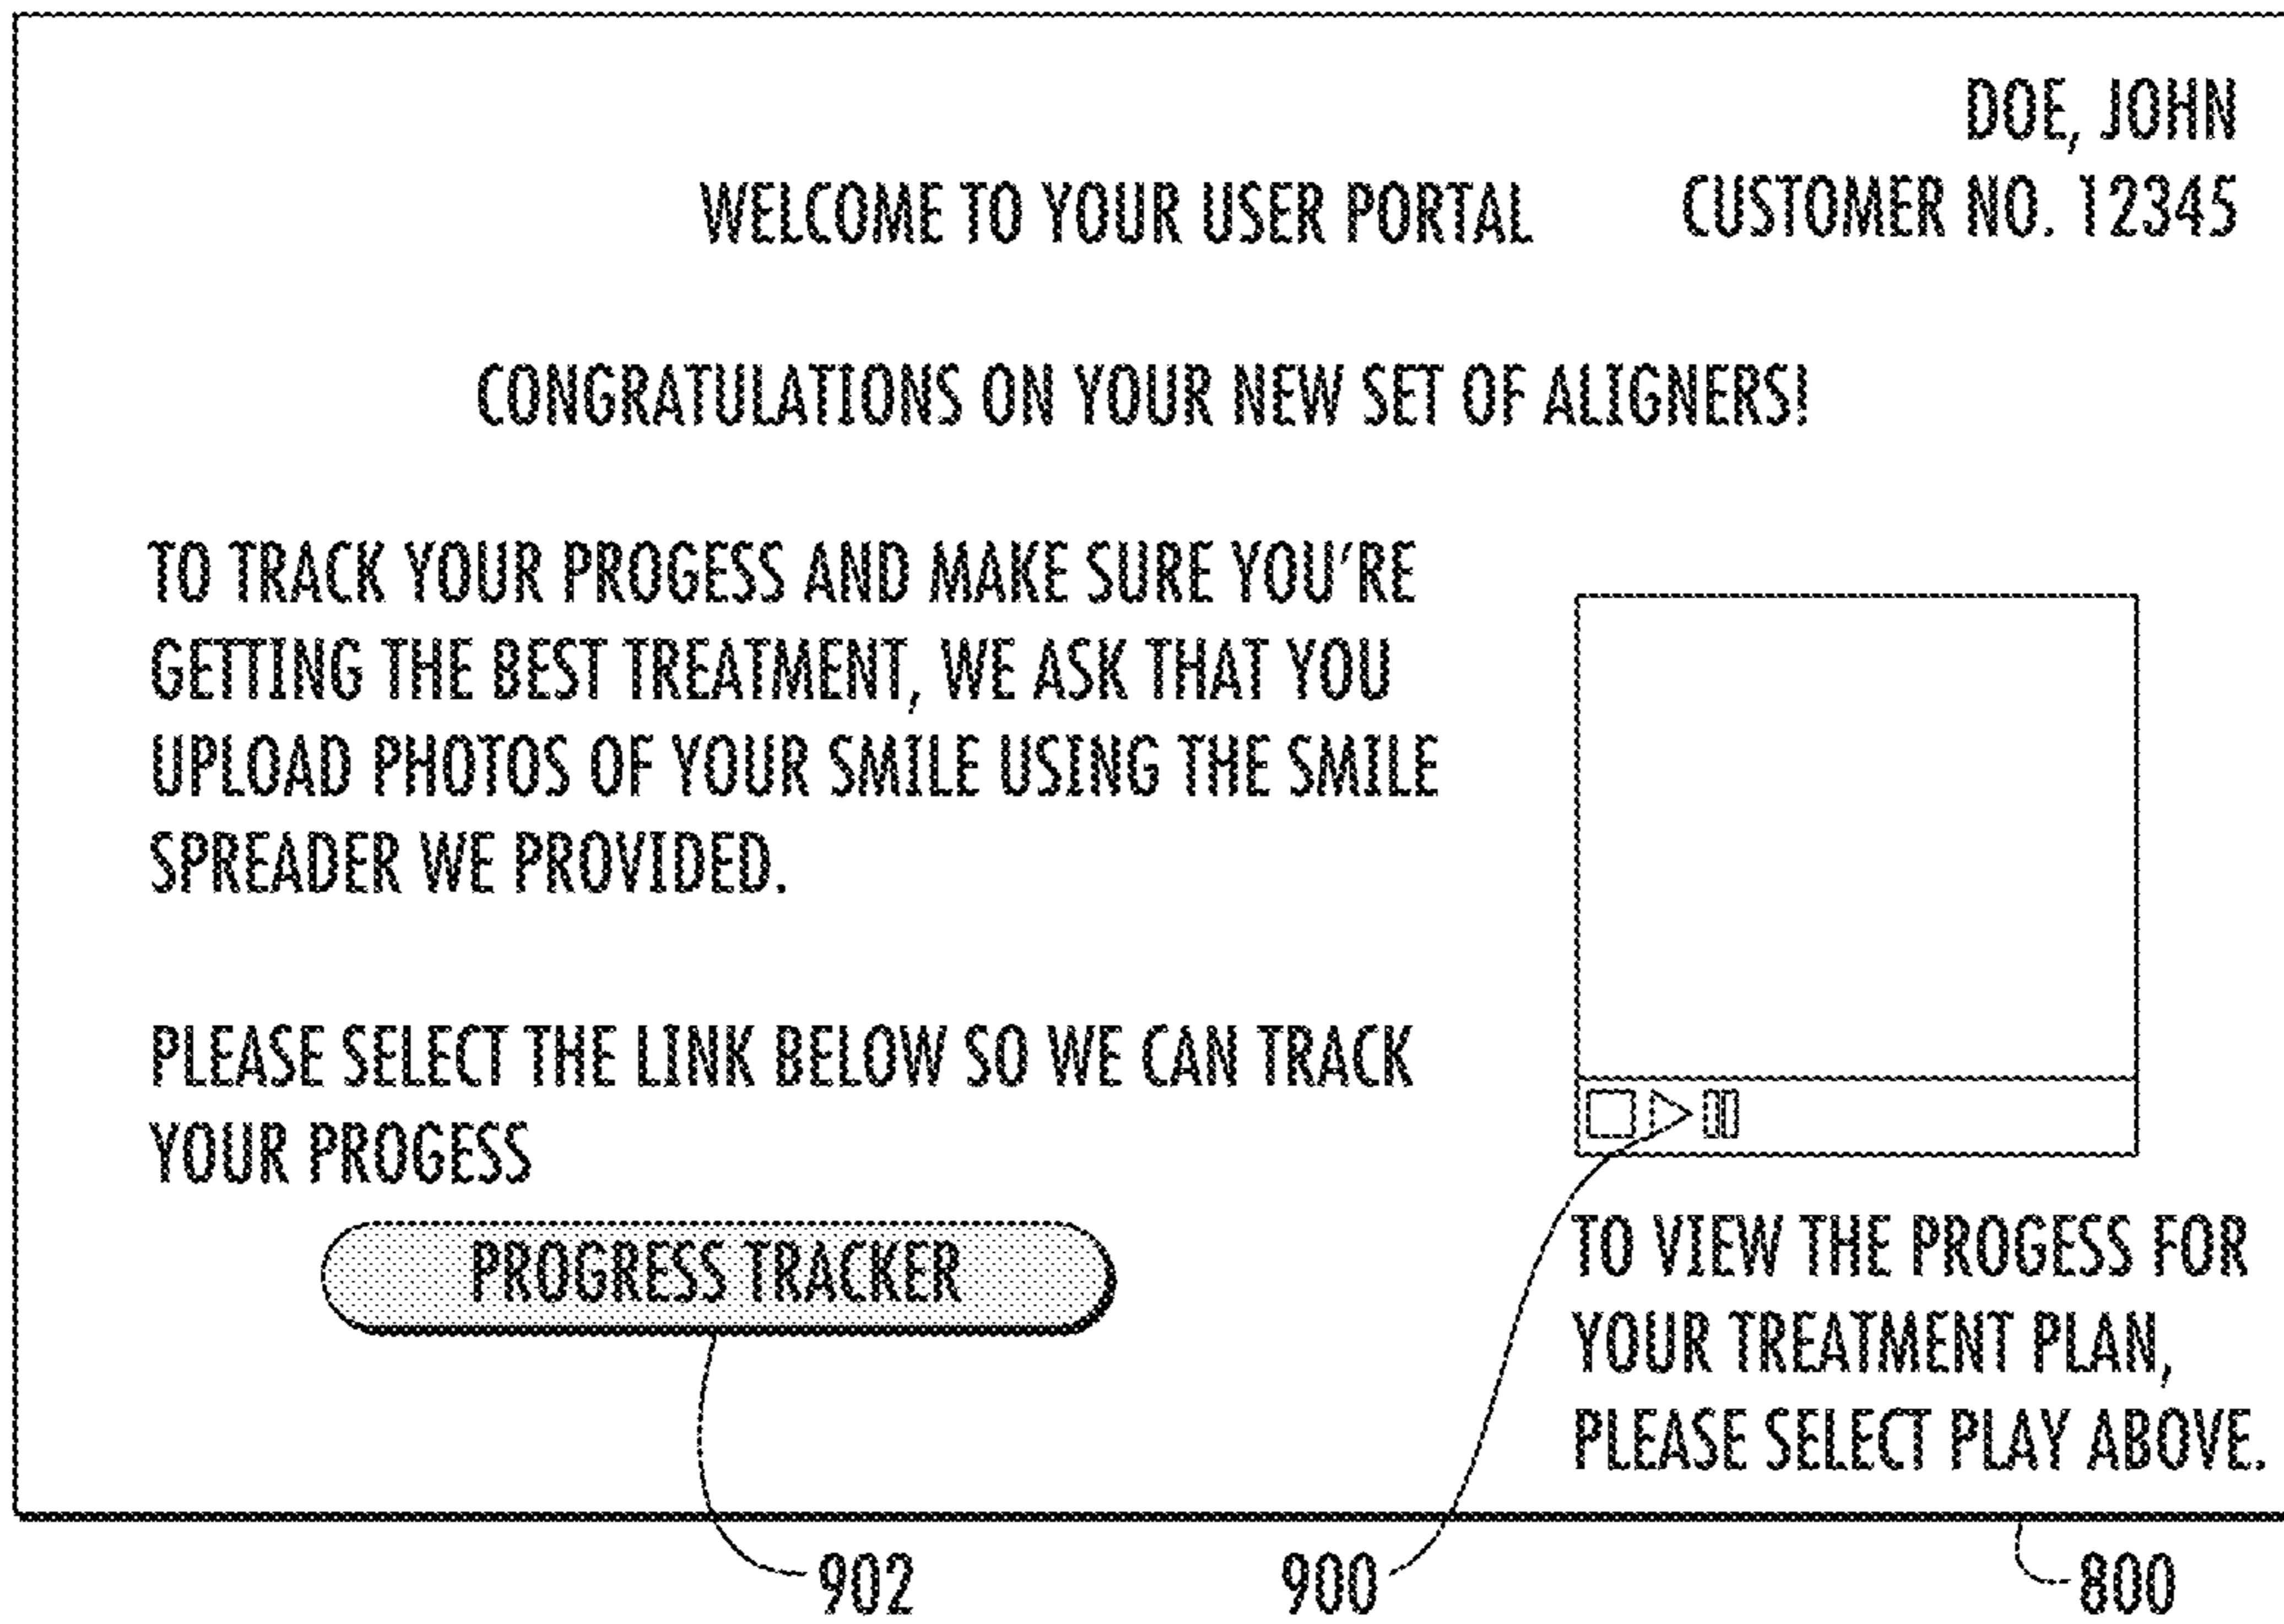 DOE, JOHN
WELCOME TO YOUR USER PORTAL
CUSTOMER NO. 12345
CONGRATULATIONS ON YOUR NEW SET OF ALIGNERS!
TO TRACK YOUR PROGESS AND MAKE SURE YOU'RE
GETTING THE BEST TREATMENT, WE ASK THAT YOU
UPLOAD PHOTOS OF YOUR SMILE USING THE SMILE
SPREADER WE PROVIDED.
PLEASE SELECT THE LINK BELOW SO WE CAN TRACK
YOUR PROGESS
PROGRESS TRACKER
TO VIEW THE PROGESS FOR
YOUR TREATMENT PLAN,
PLEASE SELECT PLAY ABOVE.
902
900
800